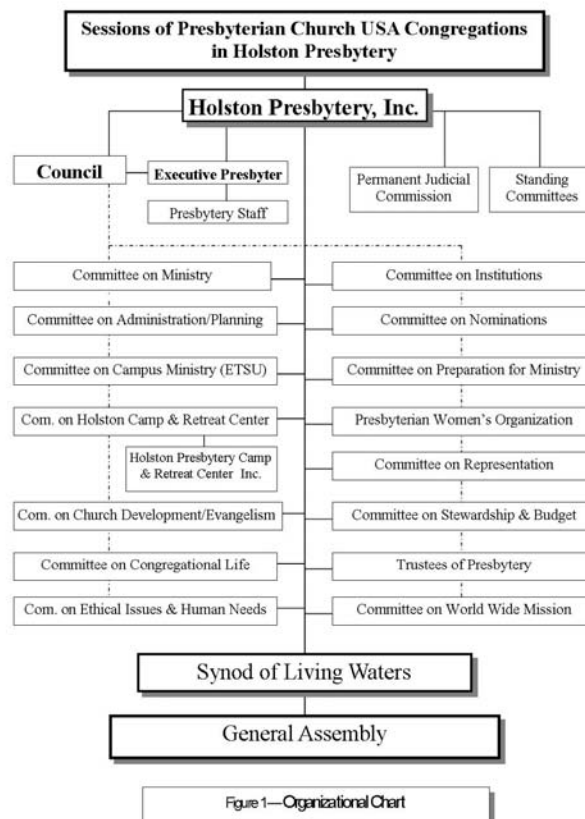 Sessions of Presbyterian Church USA Congregations
in Holston Presbytery
Holston Presbytery, Inc.
Council
Executive Presbyter
Presbytery Staff
Permanent Judicial
Commission
Standing
Committees
Committee on Ministry
Committee on Institutions
Committee on Administration/Planning
Committee on Nominations
Committee on Campus Ministry (ETSU)
Committee on Preparation for Ministry
Com. on Holston Camp & Retreat Center
Presbyterian Women's Organization
Holston Presbytery Camp
& Retreat Center Inc.
Committee on Representation
Com. on Church Development/Evangelism
Committee on Stewardship & Budget
Committee on Congregational Life
Trustees of Presbytery
Com. on Ethical Issues & Human Needs
Committee on World Wide Mission
Synod of Living Waters
General Assembly
Figure 1—Organizational Chart